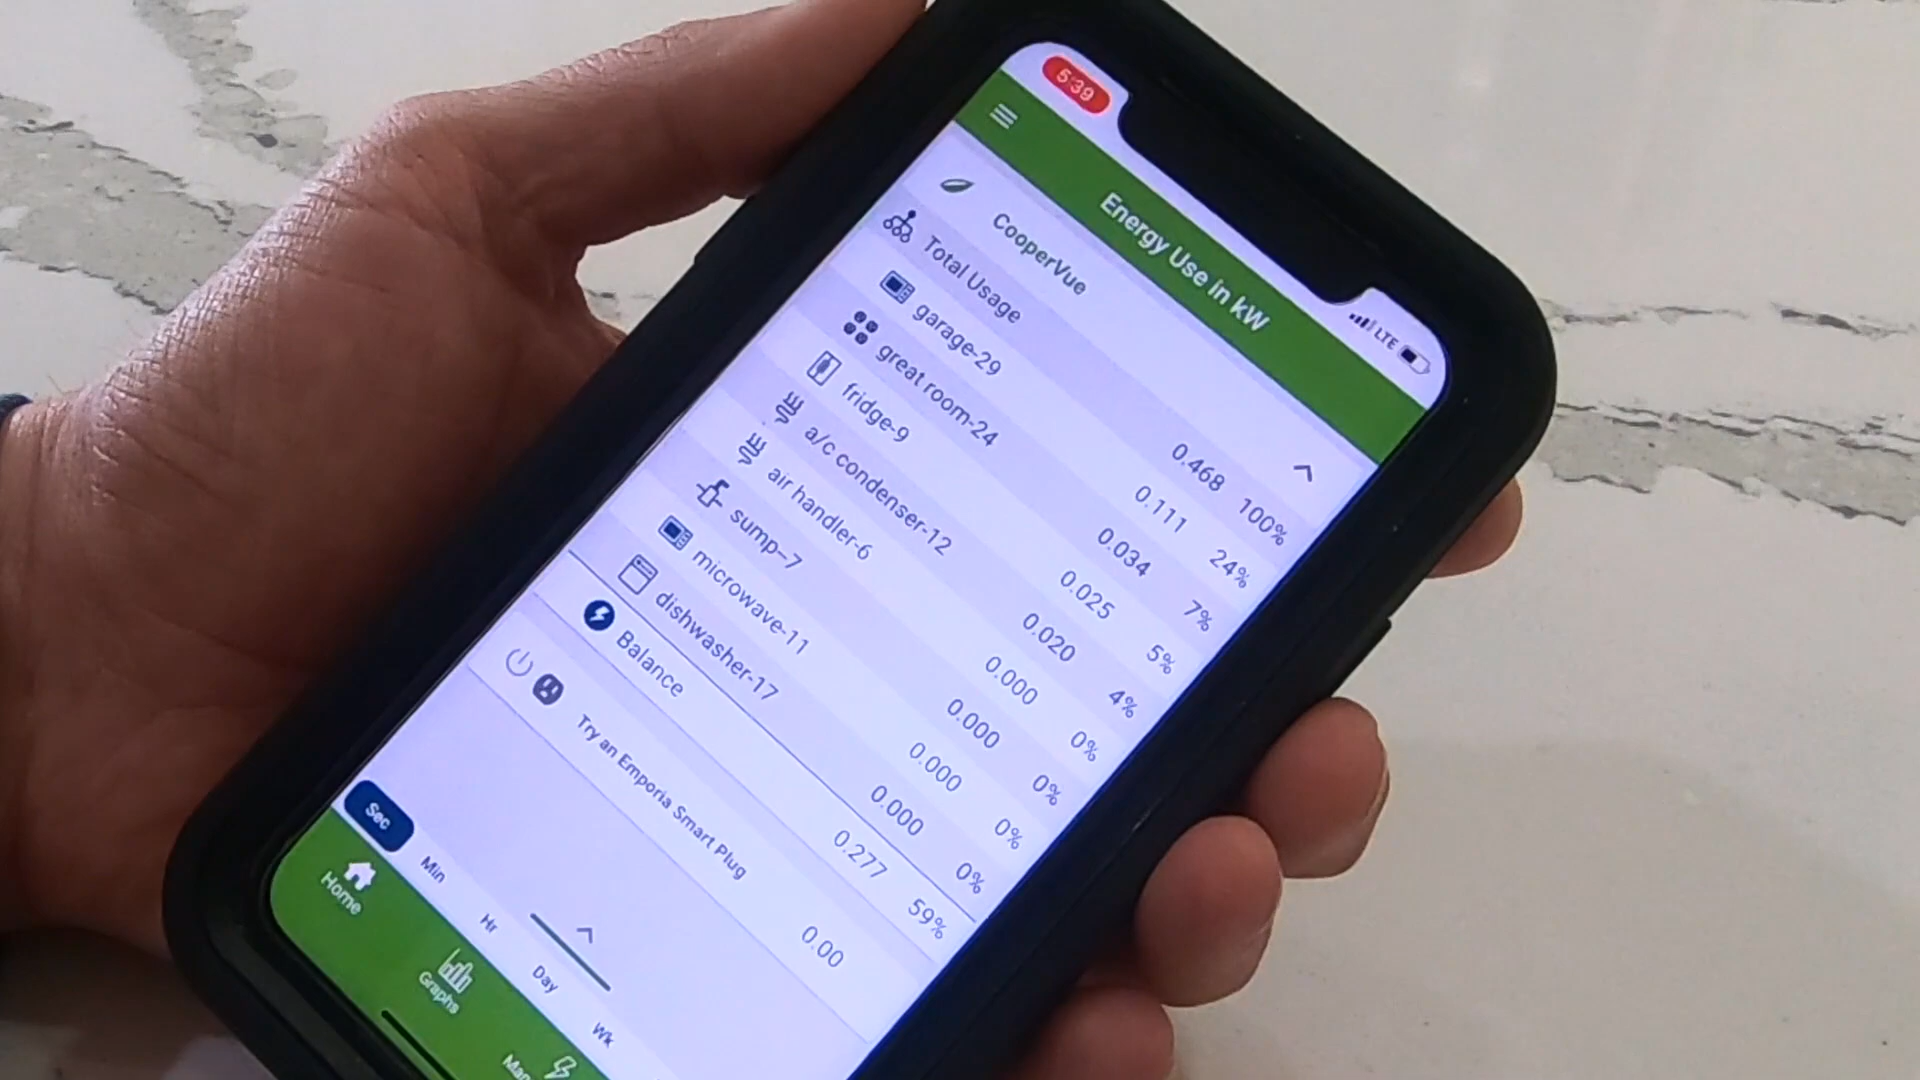 5:39
LTE
Energy Use in kW
CooperVue
Total Usage 0.468 100%
garage-29 0.111 24%
great room-24 0.034 7%
fridge-9 0.025 5%
a/c condenser-12 0.020 4%
air handler-6 0.000 0%
sump-7 0.000 0%
microwave-11 0.000 0%
dishwasher-17 0.000 0%
Balance 0.277 59%
Try an Emporia Smart Plug 0.00
Sec Min Hr Day Wk
Home Graphs